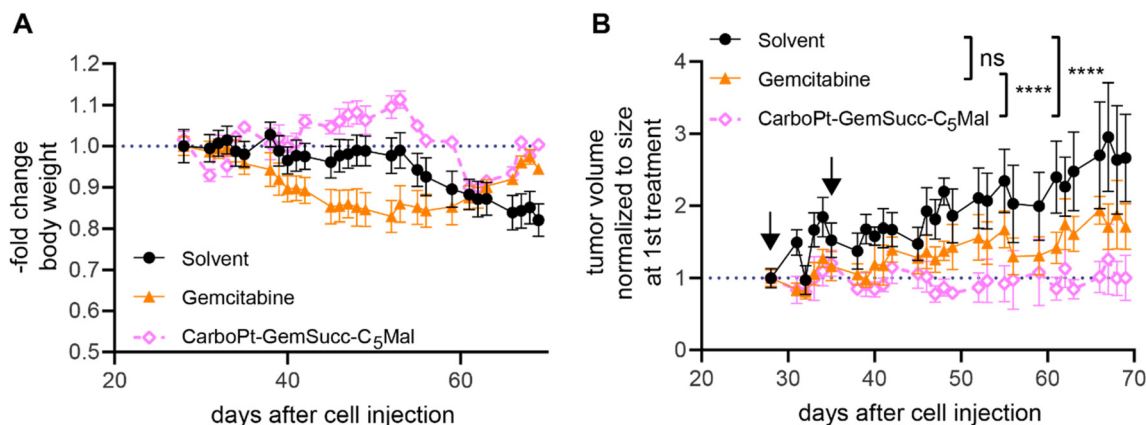 A
1.2
1.1
1.0
0.9
0.8
0.7
0.6
0.5
-fold change
body weight
Solvent
Gemcitabine
CarboPt-GemSucc-C5Mal
20
40
60
days after cell injection
B
Solvent
Gemcitabine
CarboPt-GemSucc-C5Mal
ns
****
****
4
3
2
1
0
tumor volume
normalized to size
at 1st treatment
20
30
40
50
60
70
days after cell injection